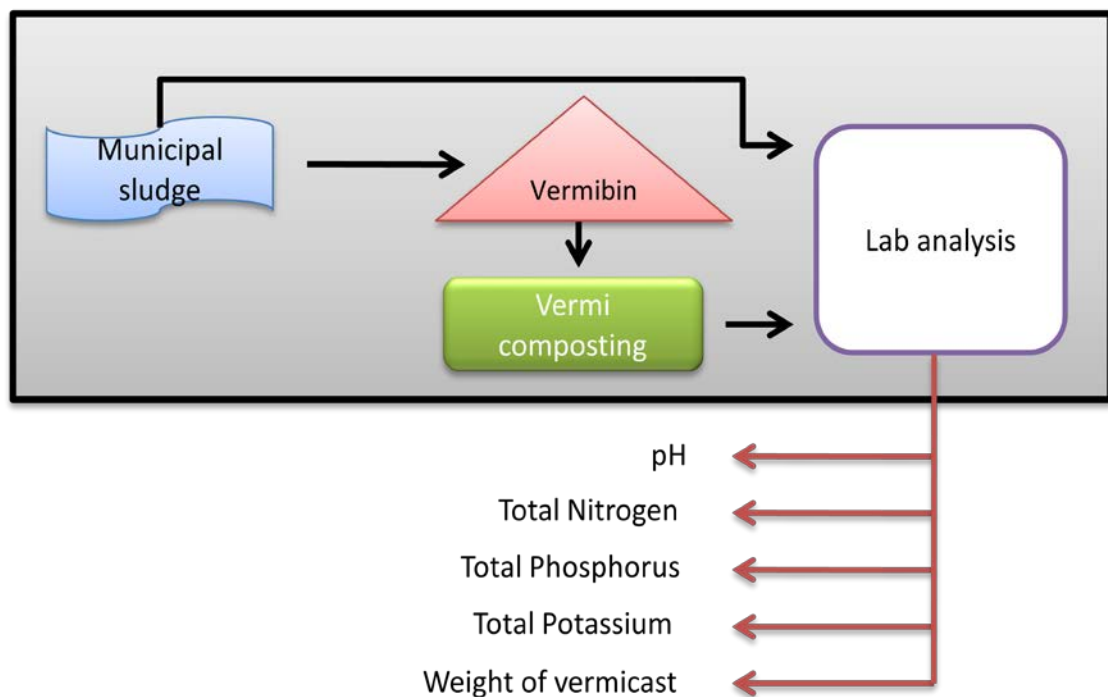 Municipal
sludge
Vermibin
Lab analysis
Vermi
composting
pH
Total Nitrogen
Total Phosphorus
Total Potassium
Weight of vermicast